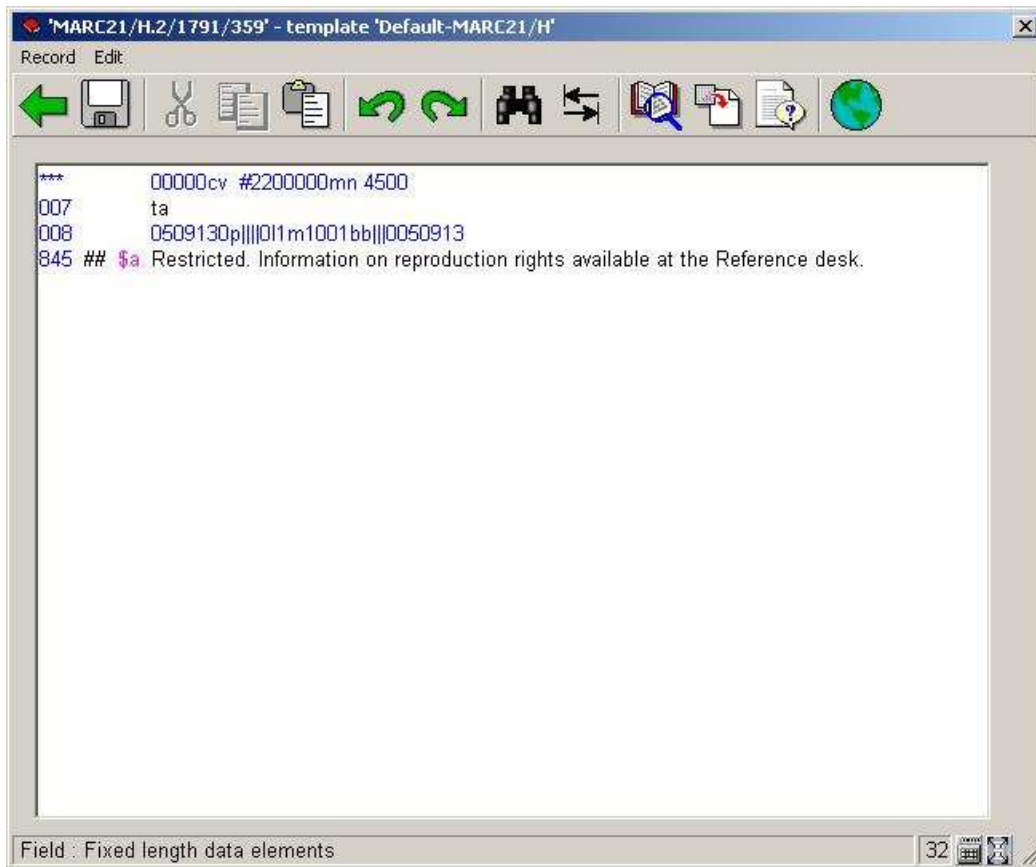 'MARC21/H.2/1791/359' - template 'Default-MARC21/H'
Record Edit
*** 00000cv #2200000mn 4500
007 ta
008 0509130p||||0l1m1001bb|||0050913
845 ## $a Restricted. Information on reproduction rights available at the Reference desk.
Field : Fixed length data elements 32